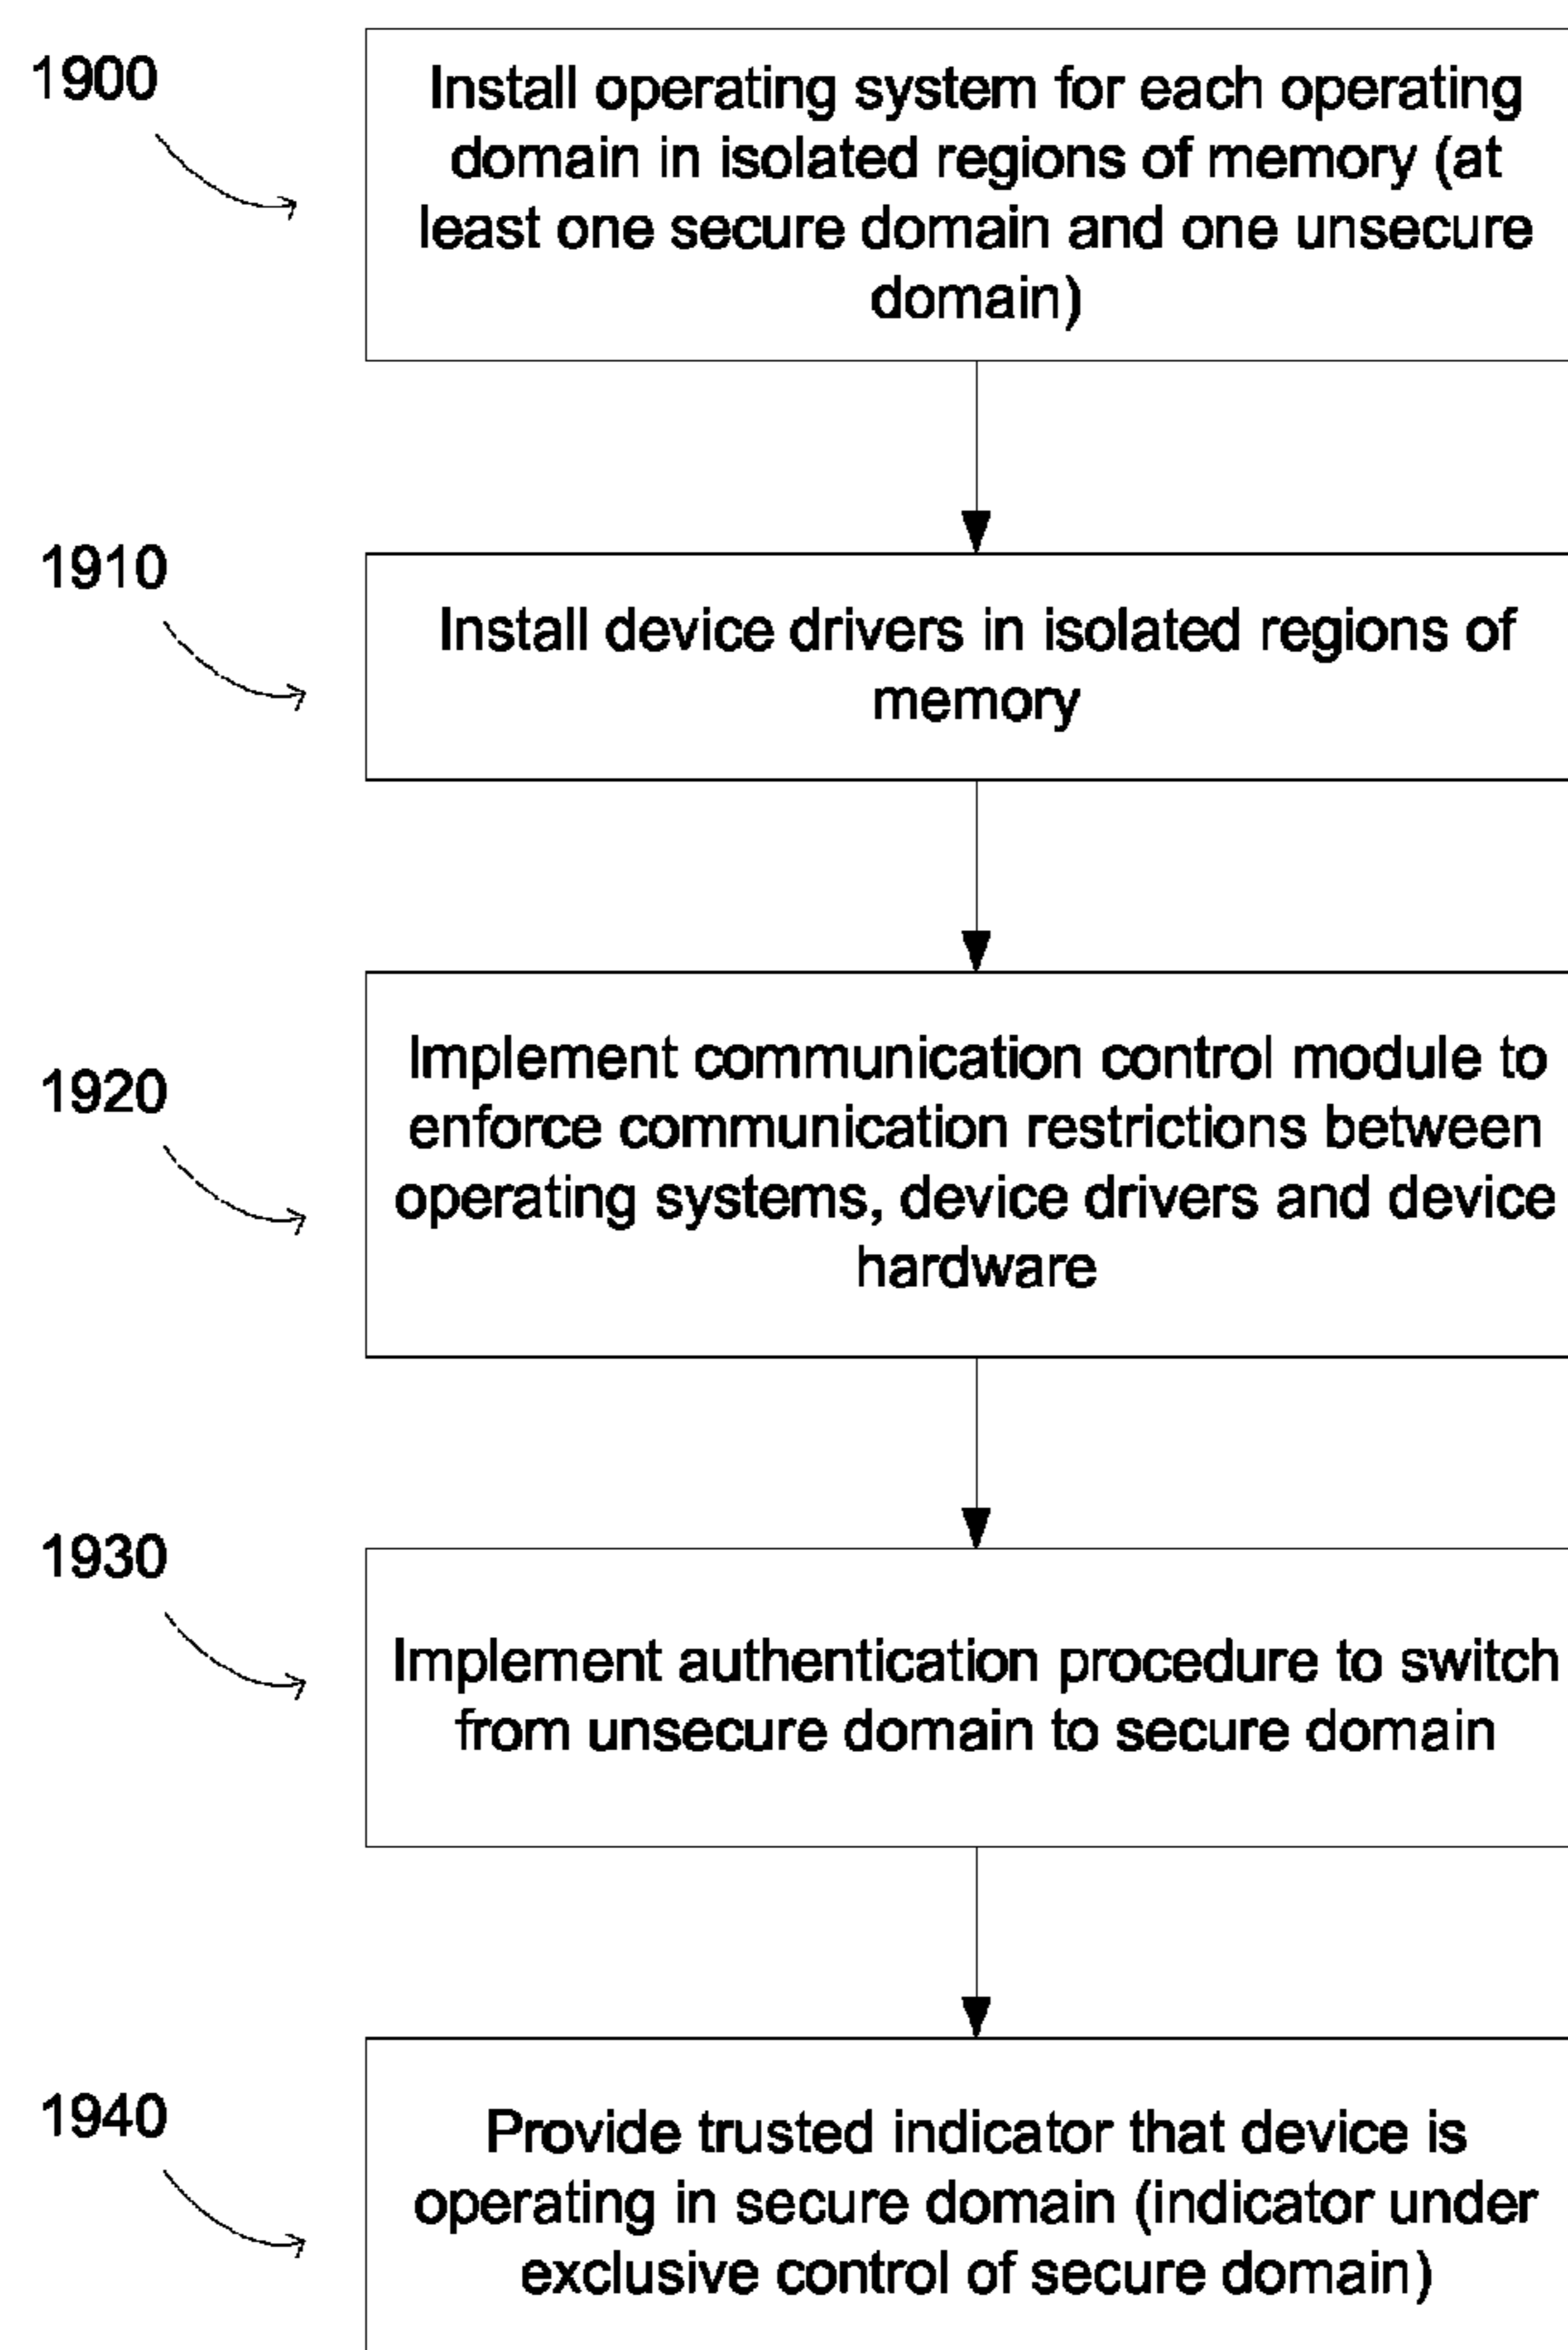 1900
Install operating system for each operating
domain in isolated regions of memory (at
least one secure domain and one unsecure
domain)
1910
Install device drivers in isolated regions of
memory
1920
Implement communication control module to
enforce communication restrictions between
operating systems, device drivers and device
hardware
1930
Implement authentication procedure to switch
from unsecure domain to secure domain
1940
Provide trusted indicator that device is
operating in secure domain (indicator under
exclusive control of secure domain)